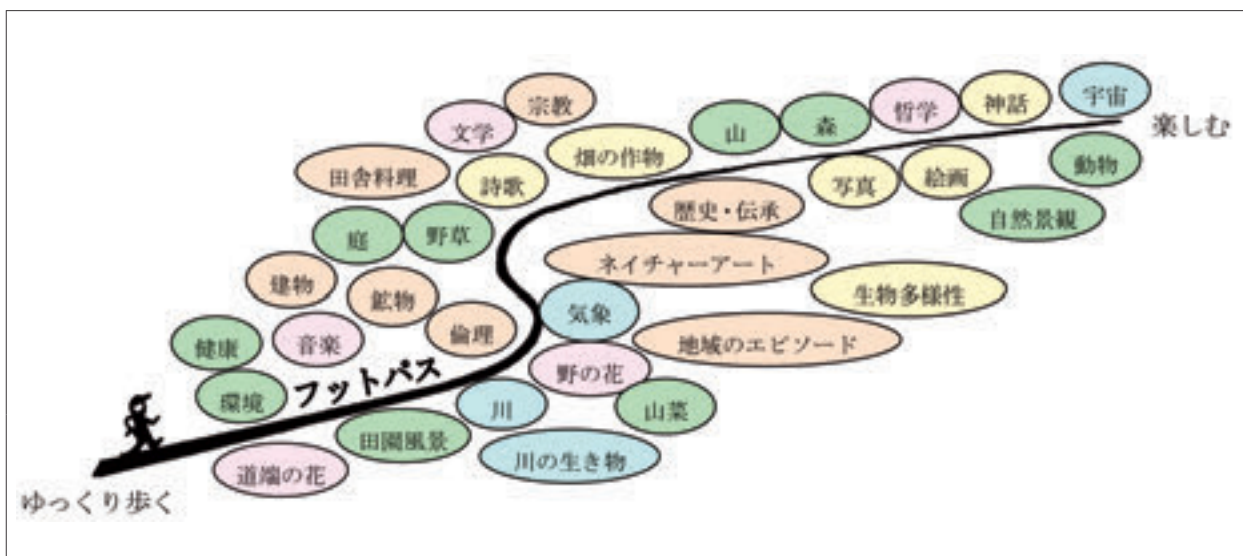 宗教
文学
山
森
哲学
神話
宇宙
楽しむ
田舎料理
詩歌
畑の作物
写真
絵画
動物
庭
野草
歴史・伝承
自然景観
建物
鉱物
ネイチャーアート
生物多様性
健康
音楽
倫理
気象
地域のエピソード
環境
フットパス
川
野の花
山菜
道端の花
田園風景
川の生き物
ゆっくり歩く